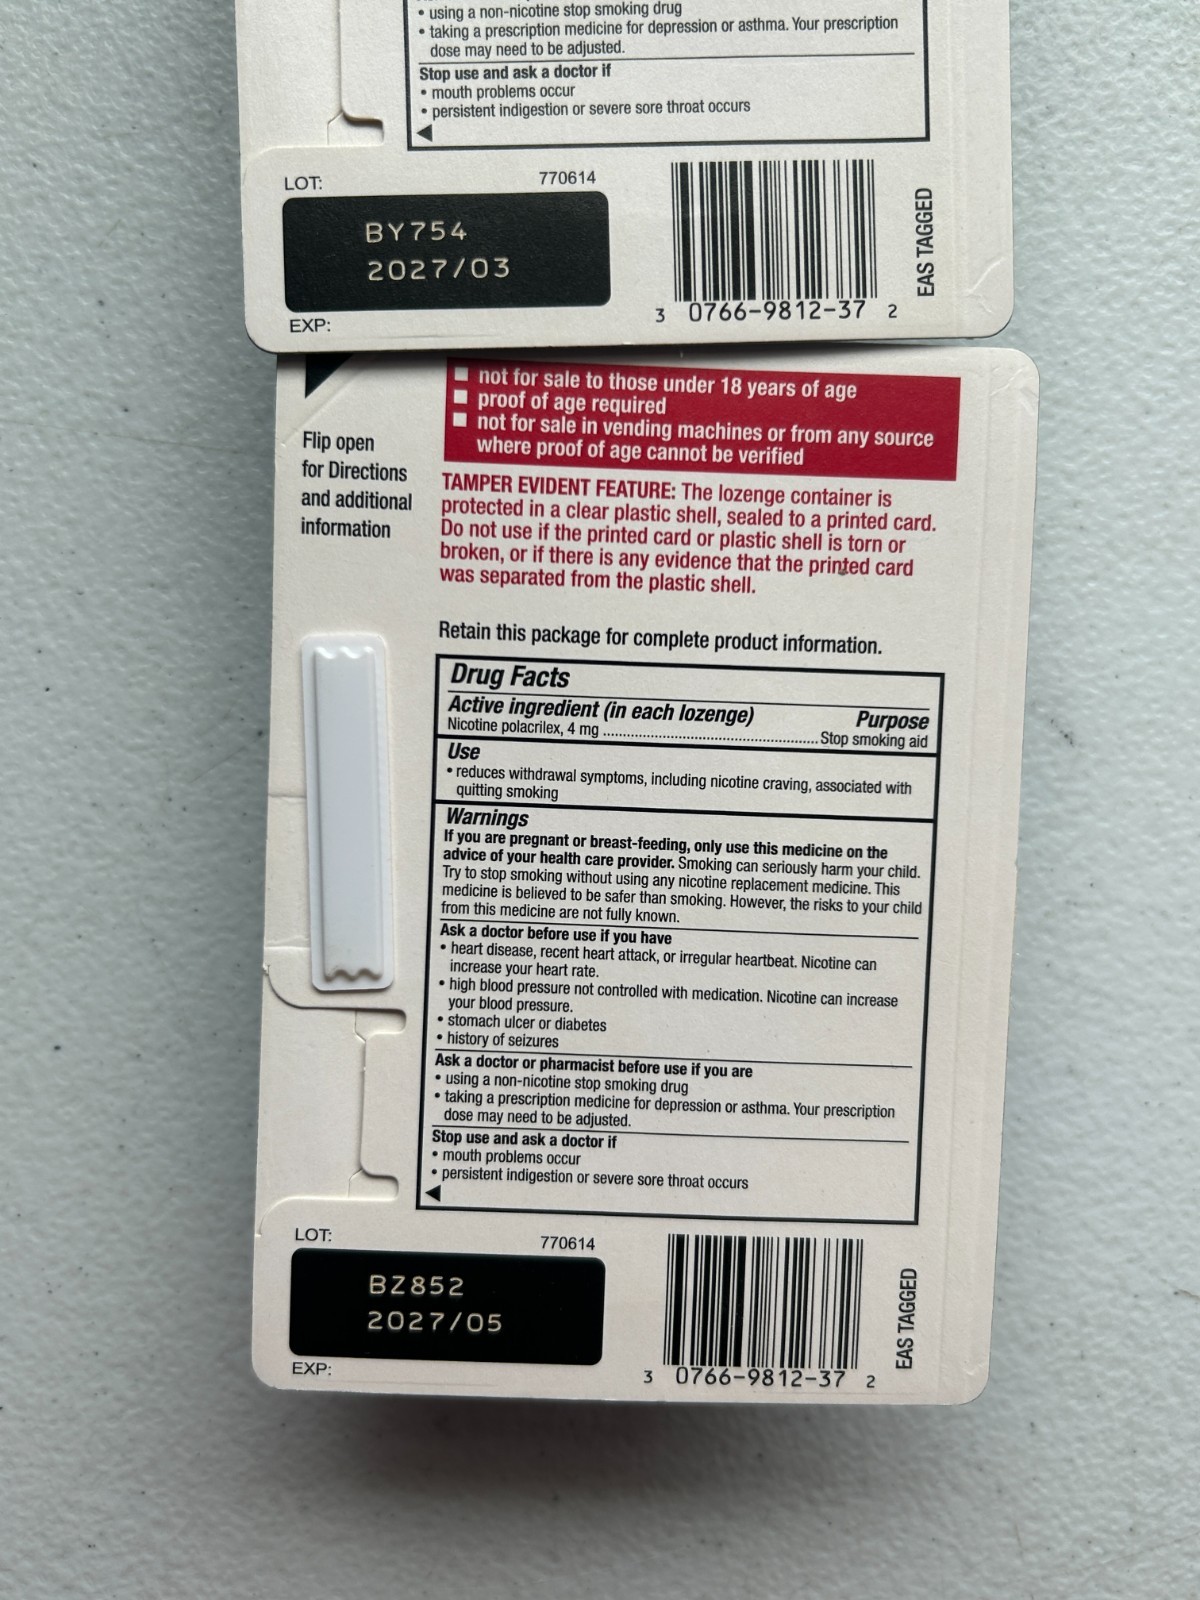 • using a non-nicotine stop smoking drug
• taking a prescription medicine for depression or asthma. Your prescription
dose may need to be adjusted.
Stop use and ask a doctor if
• mouth problems occur
• persistent indigestion or severe sore throat occurs
LOT:
770614
BY754
2027/03
EXP:
3 0766-9812-37 2
EAS TAGGED
not for sale to those under 18 years of age
proof of age required
not for sale in vending machines or from any source
where proof of age cannot be verified
Flip open
for Directions
and additional
information
TAMPER EVIDENT FEATURE: The lozenge container is
protected in a clear plastic shell, sealed to a printed card.
Do not use if the printed card or plastic shell is torn or
broken, or if there is any evidence that the printed card
was separated from the plastic shell.
Retain this package for complete product information.
Drug Facts
Active ingredient (in each lozenge) Purpose
Nicotine polacrilex, 4 mg ........................................................ Stop smoking aid
Use
• reduces withdrawal symptoms, including nicotine craving, associated with
quitting smoking
Warnings
If you are pregnant or breast-feeding, only use this medicine on the
advice of your health care provider. Smoking can seriously harm your child.
Try to stop smoking without using any nicotine replacement medicine. This
medicine is believed to be safer than smoking. However, the risks to your child
from this medicine are not fully known.
Ask a doctor before use if you have
• heart disease, recent heart attack, or irregular heartbeat. Nicotine can
increase your heart rate.
• high blood pressure not controlled with medication. Nicotine can increase
your blood pressure.
• stomach ulcer or diabetes
• history of seizures
Ask a doctor or pharmacist before use if you are
• using a non-nicotine stop smoking drug
• taking a prescription medicine for depression or asthma. Your prescription
dose may need to be adjusted.
Stop use and ask a doctor if
• mouth problems occur
• persistent indigestion or severe sore throat occurs
LOT:
770614
BZ852
2027/05
EXP:
3 0766-9812-37 2
EAS TAGGED